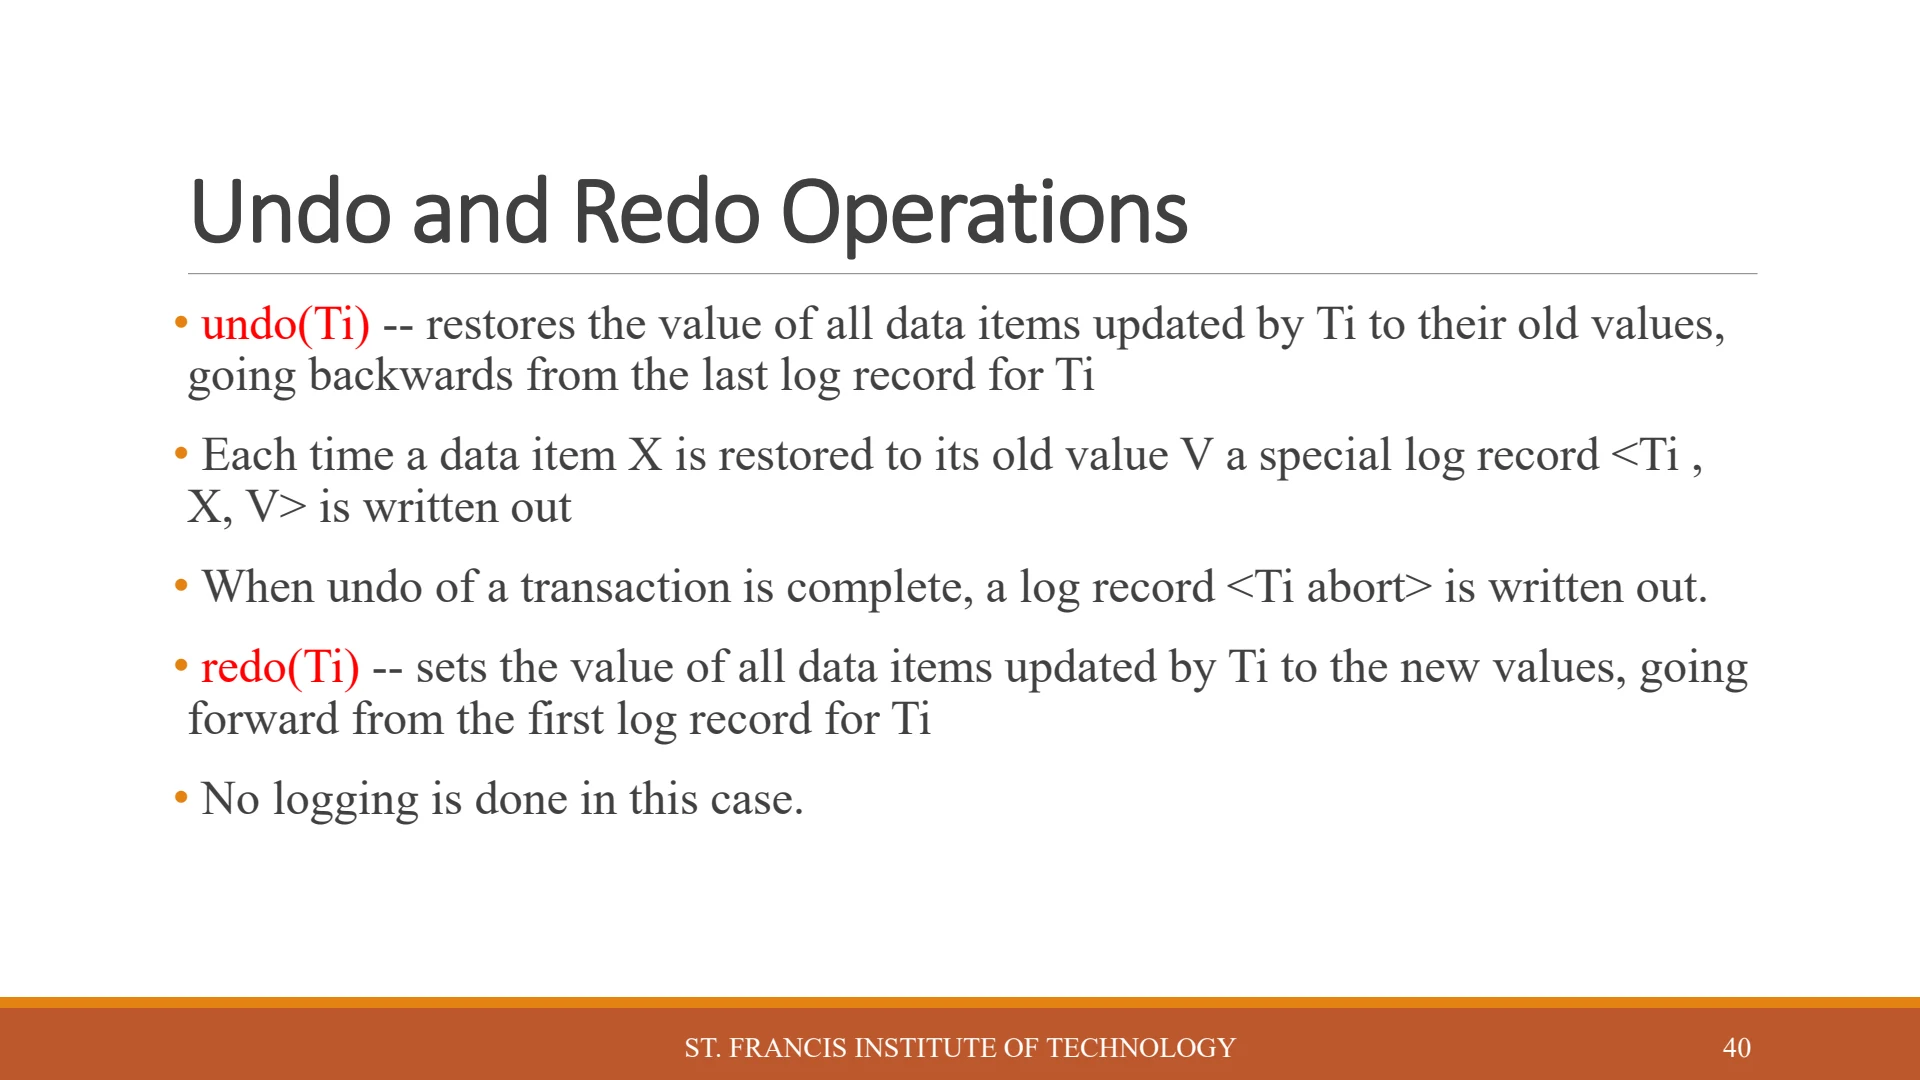 Undo and Redo Operations
• undo(Ti) -- restores the value of all data items updated by Ti to their old values,
going backwards from the last log record for Ti
• Each time a data item X is restored to its old value V a special log record <Ti ,
X, V> is written out
• When undo of a transaction is complete, a log record <Ti abort> is written out.
• redo(Ti) -- sets the value of all data items updated by Ti to the new values, going
forward from the first log record for Ti
• No logging is done in this case.
ST. FRANCIS INSTITUTE OF TECHNOLOGY
40